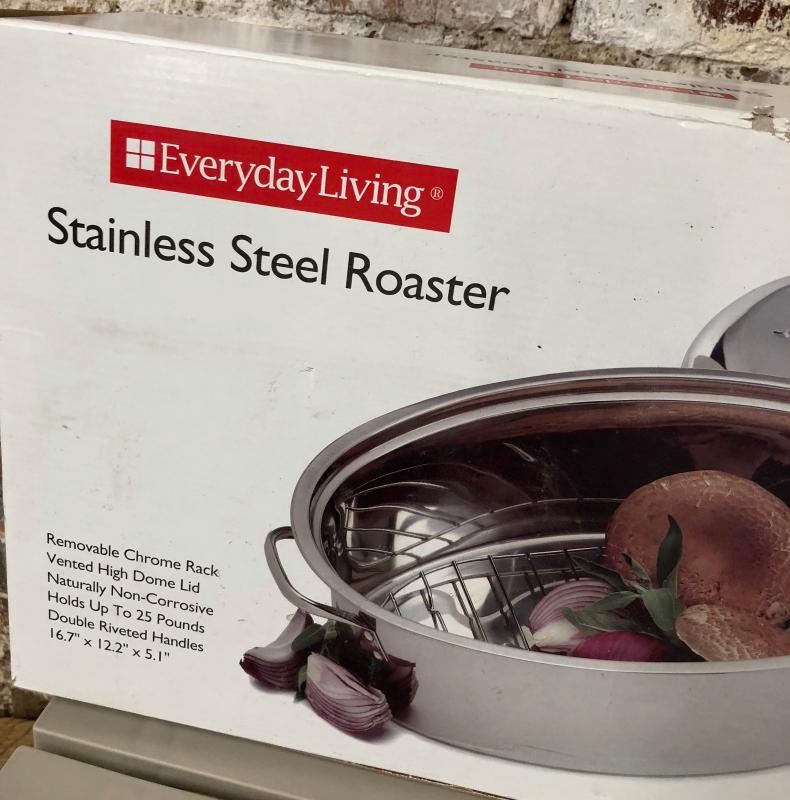 EverydayLiving®
Stainless Steel Roaster
Removable Chrome Rack
Vented High Dome Lid
Naturally Non-Corrosive
Holds Up To 25 Pounds
Double Riveted Handles
16.7" x 12.2" x 5.1"